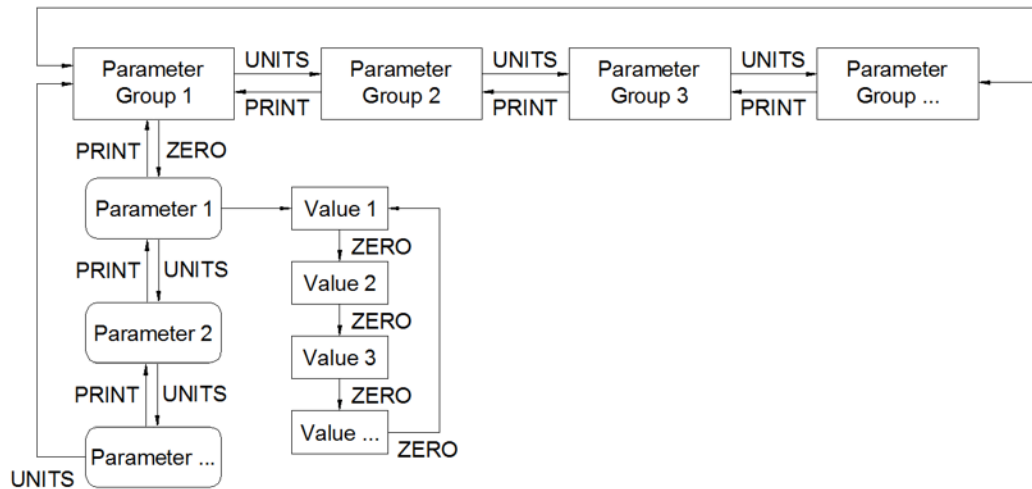 Parameter
Group 1
UNITS
PRINT
Parameter
Group 2
UNITS
PRINT
Parameter
Group 3
UNITS
PRINT
Parameter
Group ...
PRINT
ZERO
Parameter 1
Value 1
ZERO
PRINT
UNITS
Value 2
ZERO
Parameter 2
Value 3
PRINT
UNITS
ZERO
Parameter ...
Value ...
ZERO
UNITS